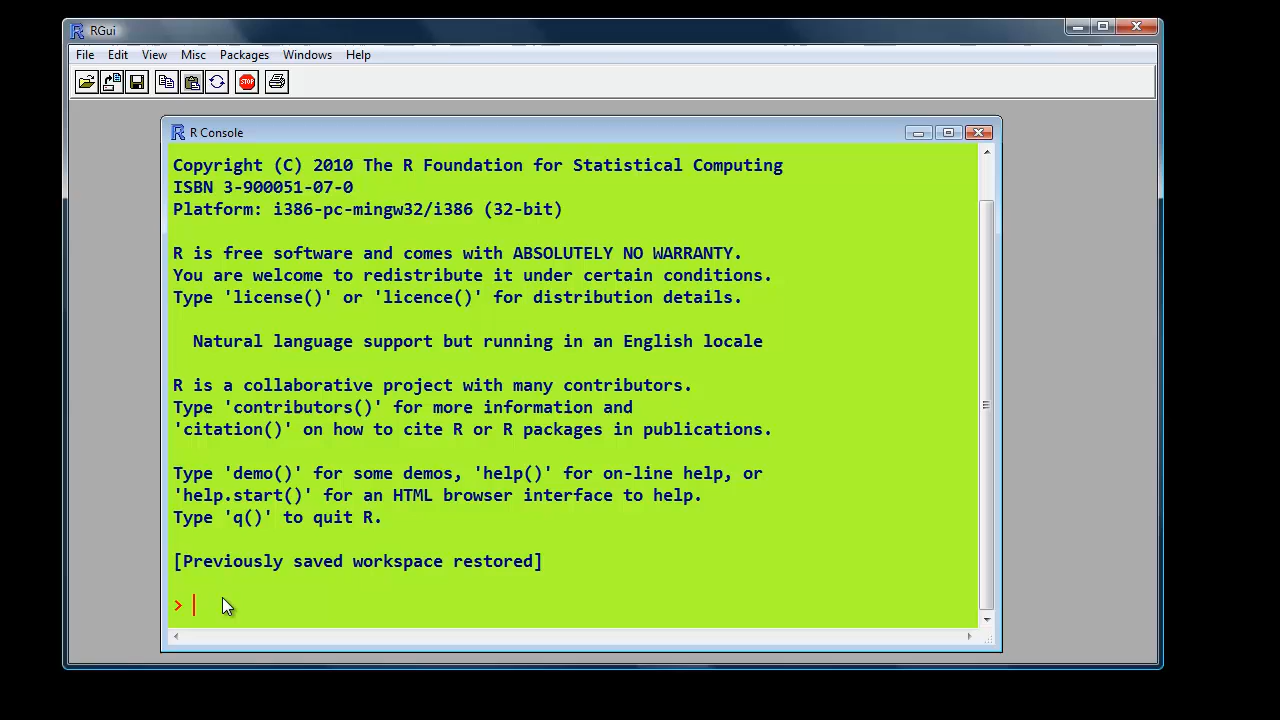 RGui
File Edit View Misc Packages Windows Help
STOP
R Console
Copyright (C) 2010 The R Foundation for Statistical Computing
ISBN 3-900051-07-0
Platform: i386-pc-mingw32/i386 (32-bit)
R is free software and comes with ABSOLUTELY NO WARRANTY.
You are welcome to redistribute it under certain conditions.
Type 'license()' or 'licence()' for distribution details.
Natural language support but running in an English locale
R is a collaborative project with many contributors.
Type 'contributors()' for more information and
'citation()' on how to cite R or R packages in publications.
Type 'demo()' for some demos, 'help()' for on-line help, or
'help.start()' for an HTML browser interface to help.
Type 'q()' to quit R.
[Previously saved workspace restored]
>